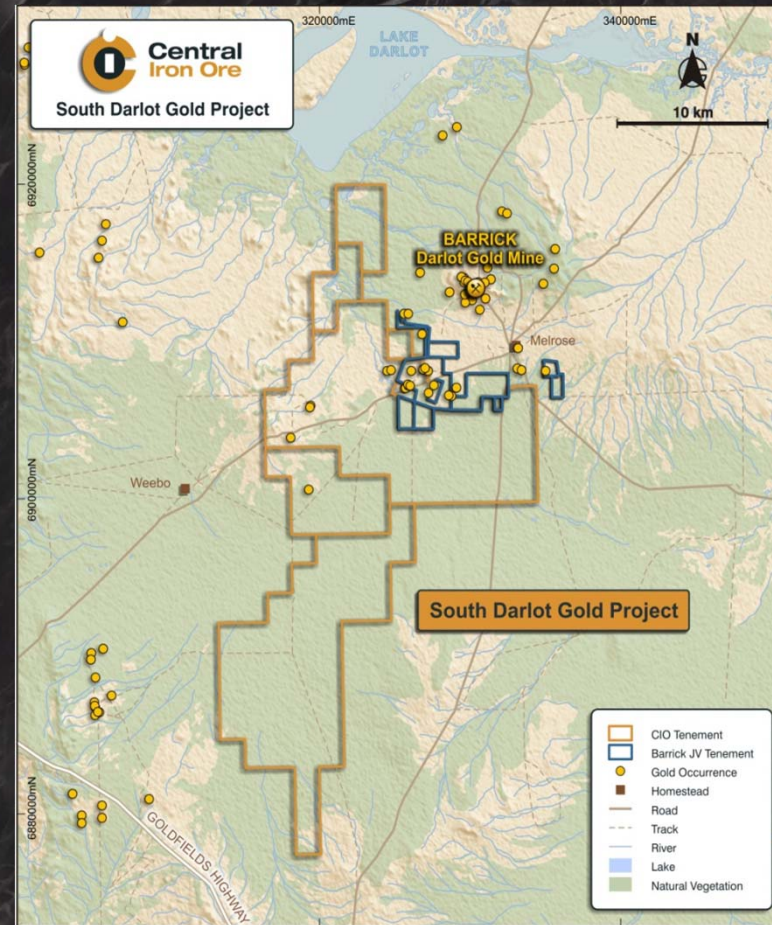 320000mE
340000mE
Central
Iron Ore
South Darlot Gold Project
LAKE
DARLOT
N
10 km
6920000mN
BARRICK
Darlot Gold Mine
Melrose
Weebo
6900000mN
South Darlot Gold Project
6880000mN
GOLDFIELDS HIGHWAY
CIO Tenement
Barrick JV Tenement
Gold Occurrence
Homestead
Road
Track
River
Lake
Natural Vegetation